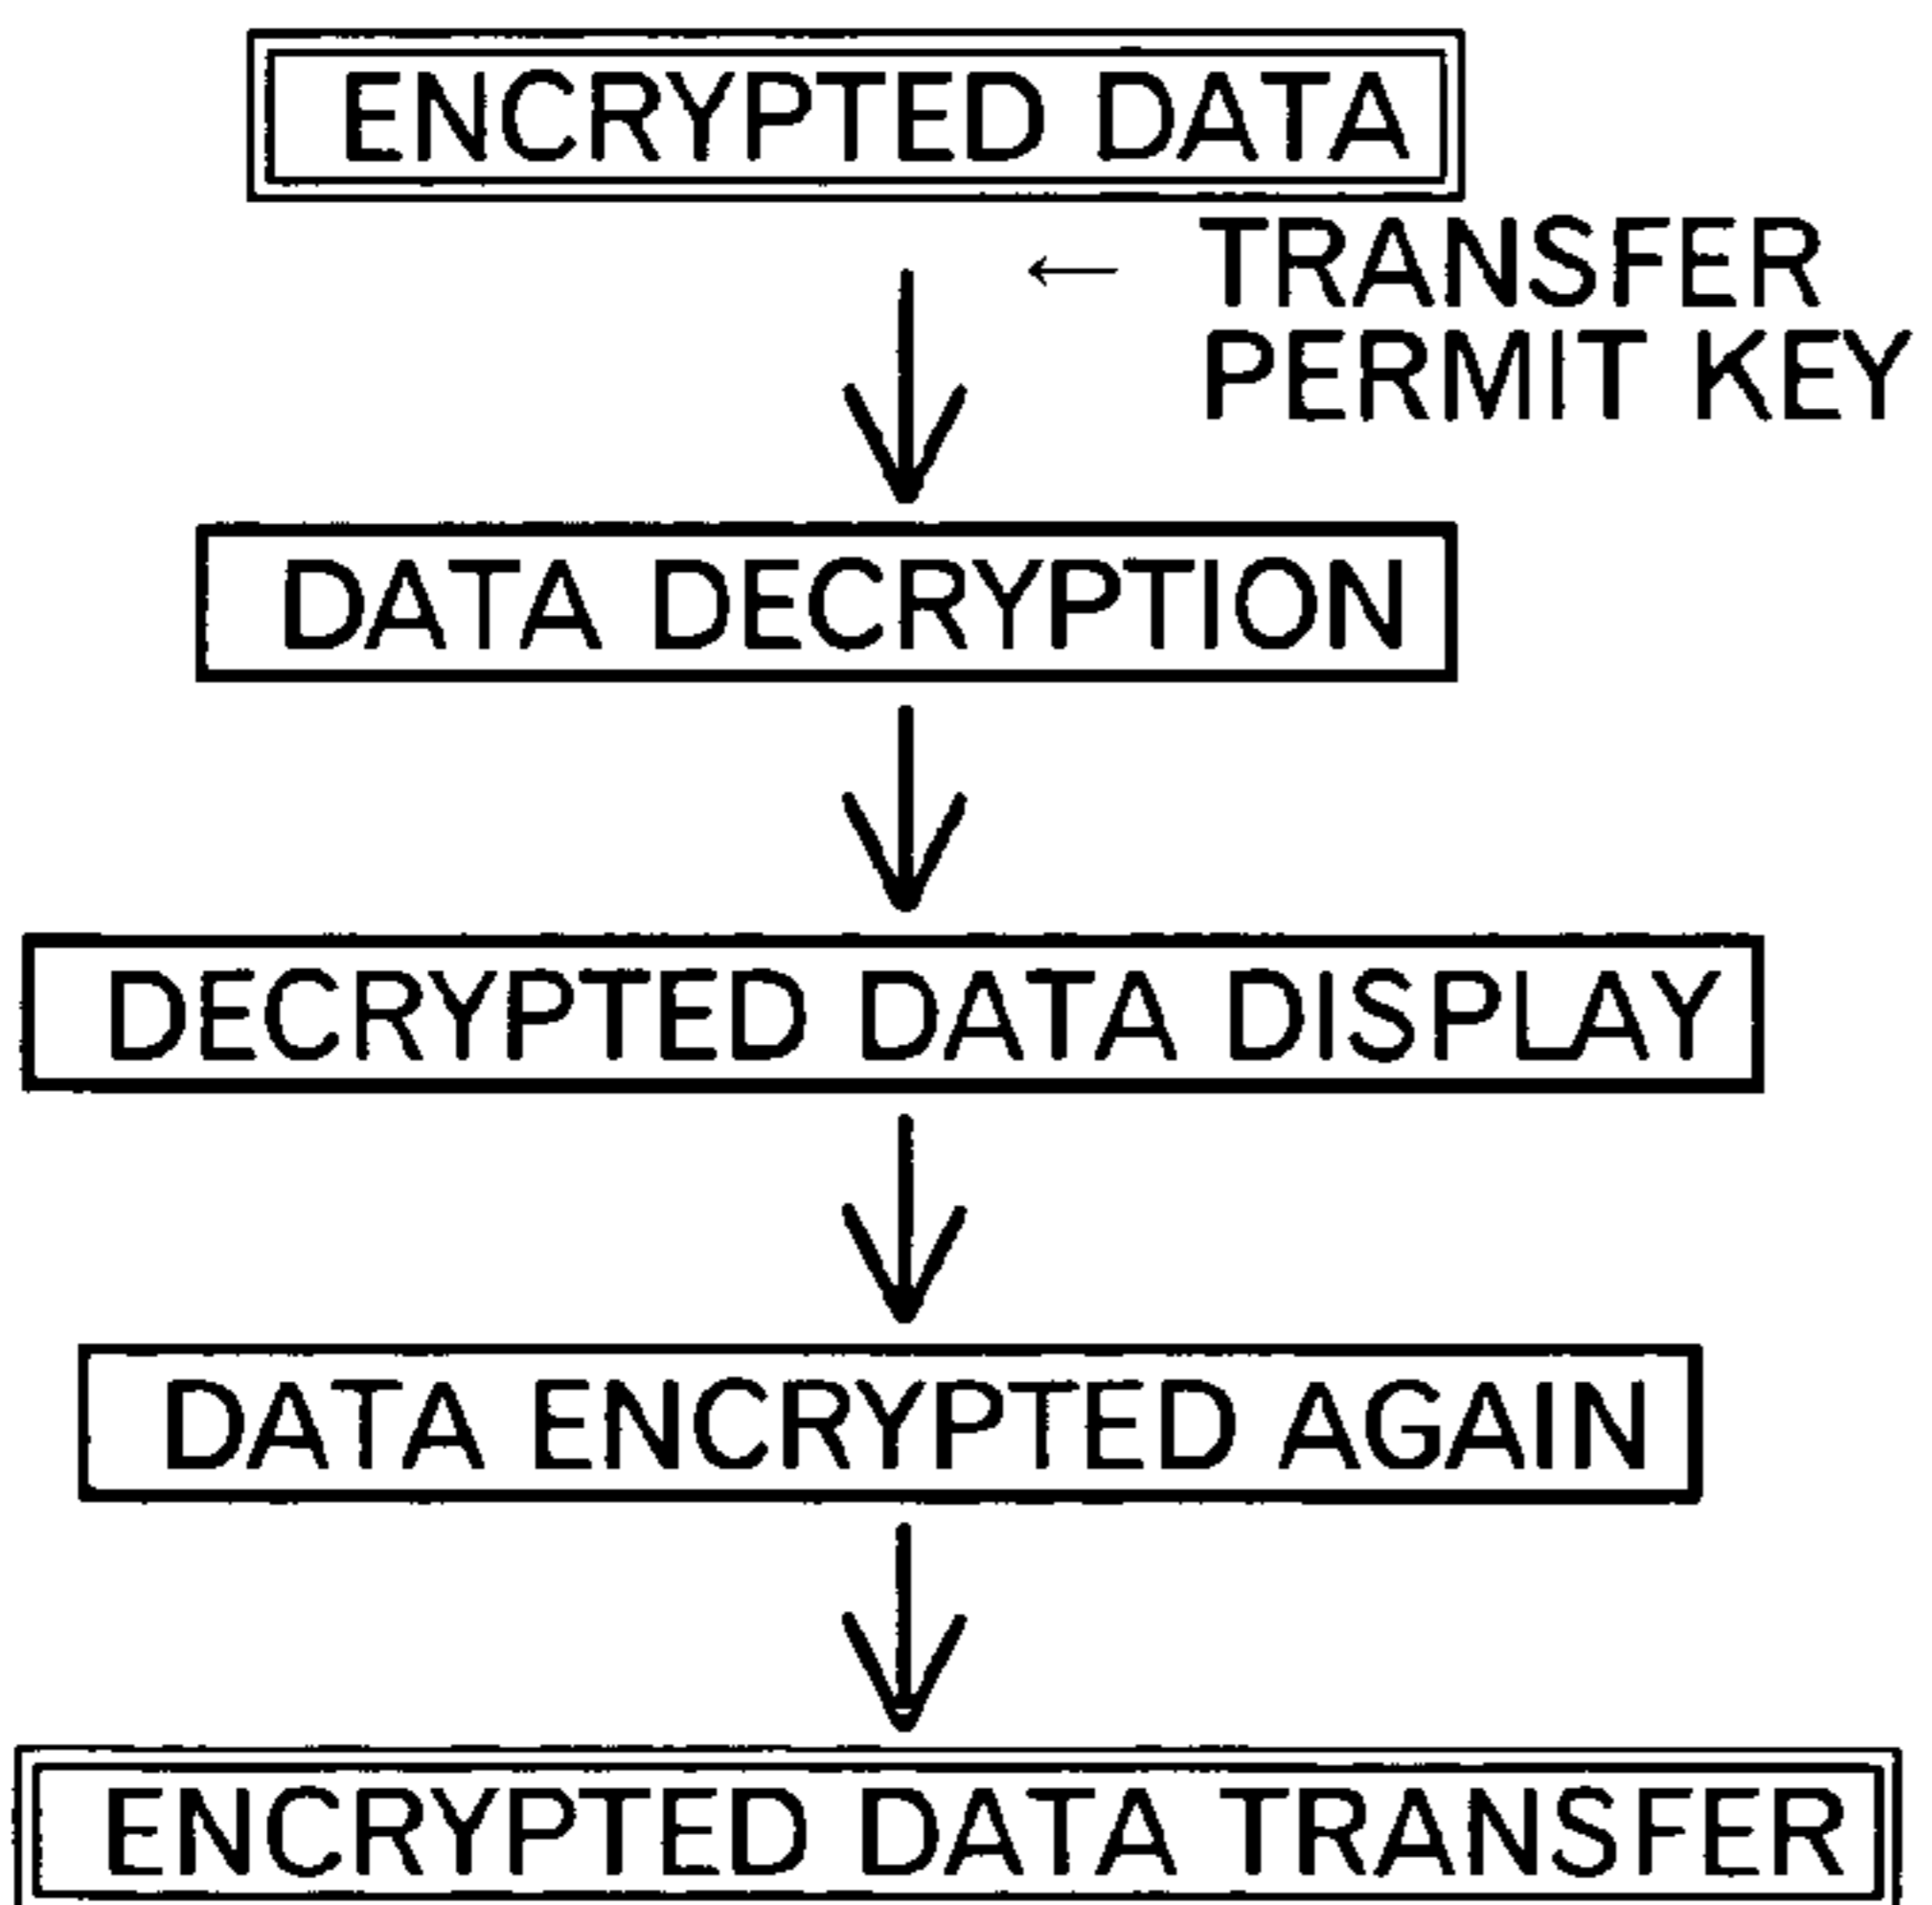 ENCRYPTED DATA
← TRANSFER
PERMIT KEY
DATA DECRYPTION
DECRYPTED DATA DISPLAY
DATA ENCRYPTED AGAIN
ENCRYPTED DATA TRANSFER